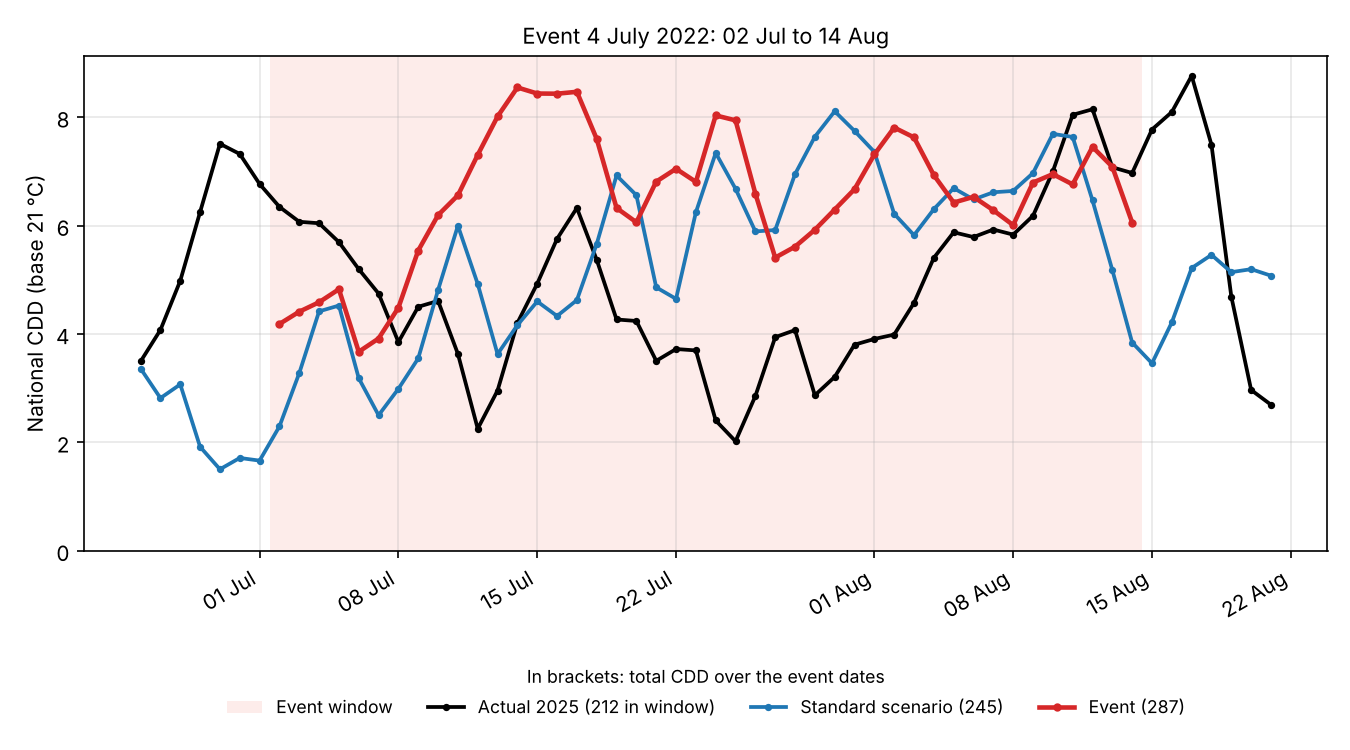 Event 4 July 2022: 02 Jul to 14 Aug
National CDD (base 21 °C)
8
6
4
2
0
01 Jul
08 Jul
15 Jul
22 Jul
01 Aug
08 Aug
15 Aug
22 Aug
In brackets: total CDD over the event dates
Event window
Actual 2025 (212 in window)
Standard scenario (245)
Event (287)